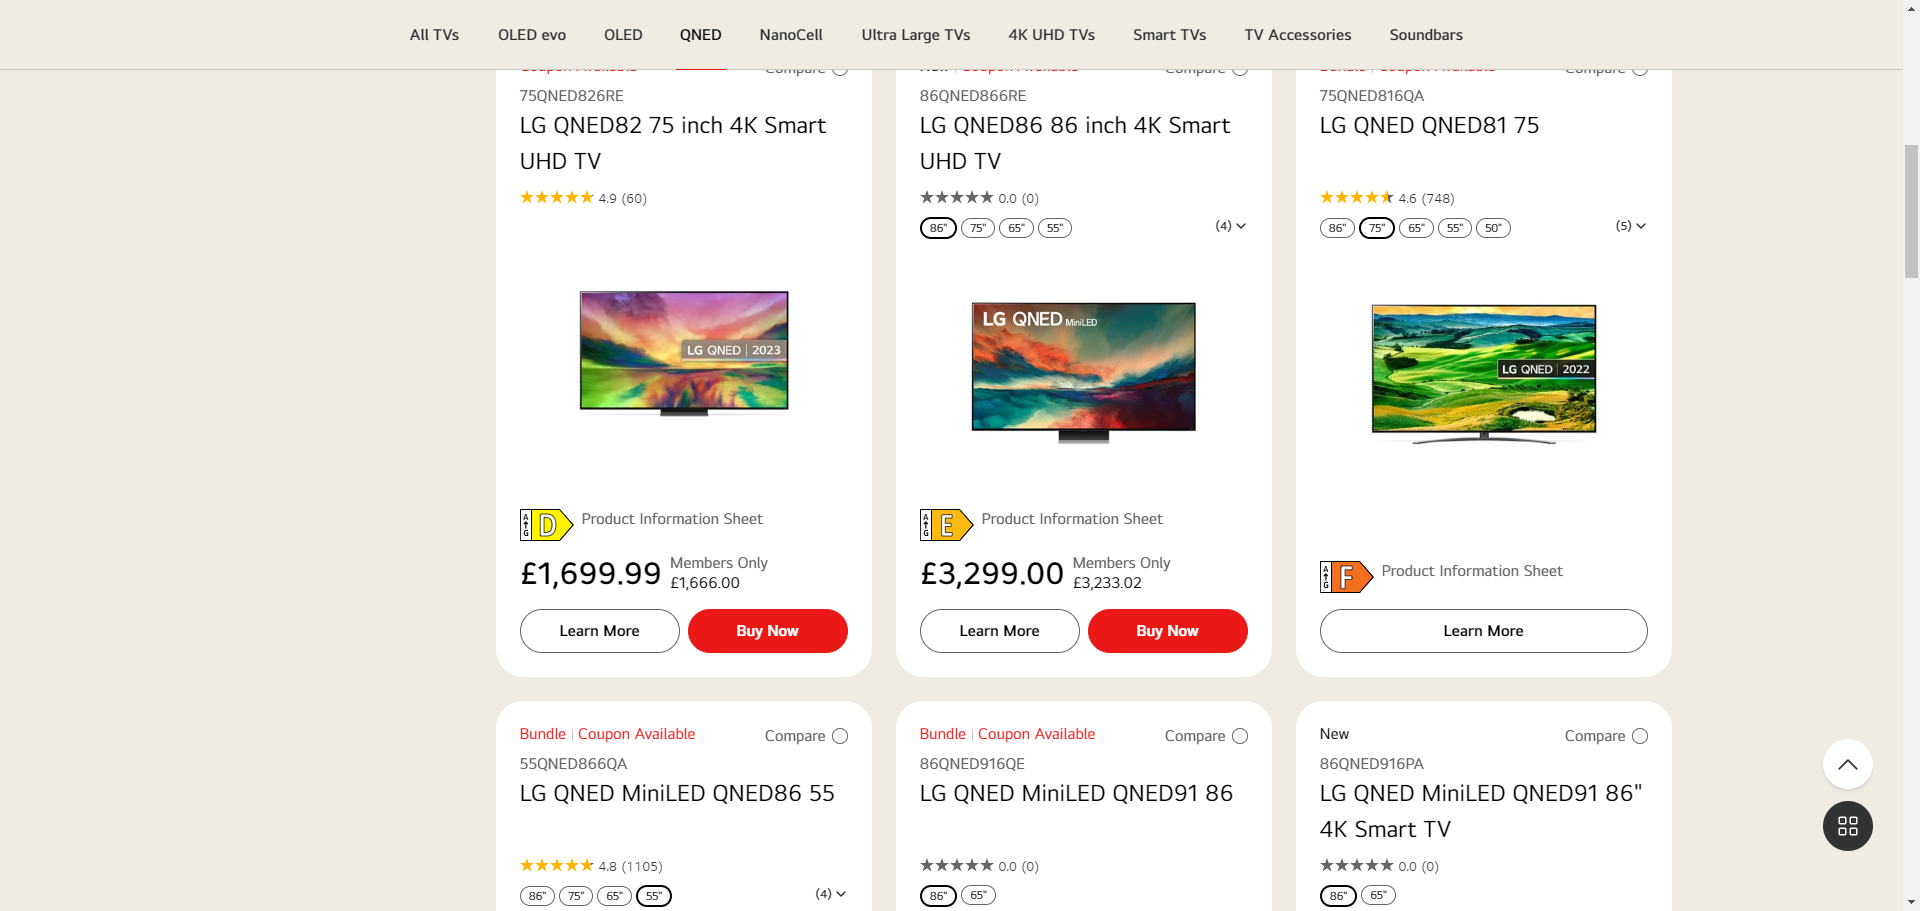 All TVs OLED evo OLED QNED NanoCell Ultra Large TVs 4K UHD TVs Smart TVs TV Accessories Soundbars
Coupon Available Compare
75QNED826RE
LG QNED82 75 inch 4K Smart
UHD TV
4.9 (60)
LG QNED | 2023
A
G
D
Product Information Sheet
£1,699.99
Members Only
£1,666.00
Learn More
Buy Now
New | Coupon Available Compare
86QNED866RE
LG QNED86 86 inch 4K Smart
UHD TV
0.0 (0)
86" 75" 65" 55" (4)
LG QNED MiniLED
A
G
E
Product Information Sheet
£3,299.00
Members Only
£3,233.02
Learn More
Buy Now
Bundle | Coupon Available Compare
75QNED816QA
LG QNED QNED81 75
4.6 (748)
86" 75" 65" 55" 50" (5)
LG QNED | 2022
A
G
F
Product Information Sheet
Learn More
Bundle | Coupon Available Compare
55QNED866QA
LG QNED MiniLED QNED86 55
4.8 (1105)
86" 75" 65" 55" (4)
Bundle | Coupon Available Compare
86QNED916QE
LG QNED MiniLED QNED91 86
0.0 (0)
86" 65"
New Compare
86QNED916PA
LG QNED MiniLED QNED91 86"
4K Smart TV
0.0 (0)
86" 65"